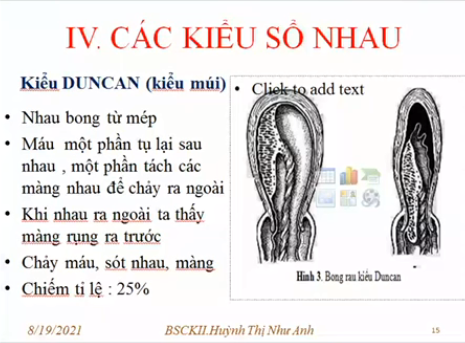 IV. CÁC KIỂU SỔ NHAU
Kiểu DUNCAN (kiểu múi)
• Nhau bong từ mép
• Máu một phần tụ lại sau
nhau , một phần tách các
màng nhau để chảy ra ngoài
• Khi nhau ra ngoài ta thấy
màng rụng ra trước
• Chảy máu, sót nhau, màng
• Chiếm tỉ lệ : 25%
• Click to add text
Hình 3. Bong rau kiểu Duncan
8/19/2021
BSCKII.Huỳnh Thị Như Anh
15